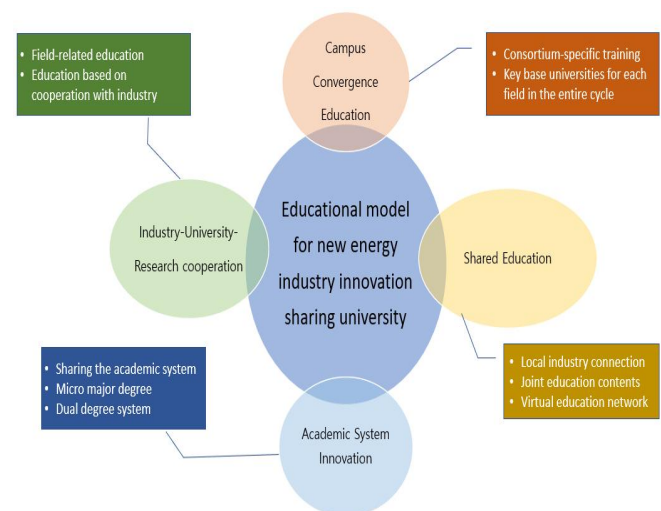 Campus
Convergence
Education
• Field-related education
• Education based on
cooperation with industry
• Consortium-specific training
• Key base universities for each
field in the entire cycle
Industry-University-
Research cooperation
Educational model
for new energy
industry innovation
sharing university
Shared Education
• Sharing the academic system
• Micro major degree
• Dual degree system
• Local industry connection
• Joint education contents
• Virtual education network
Academic System
Innovation